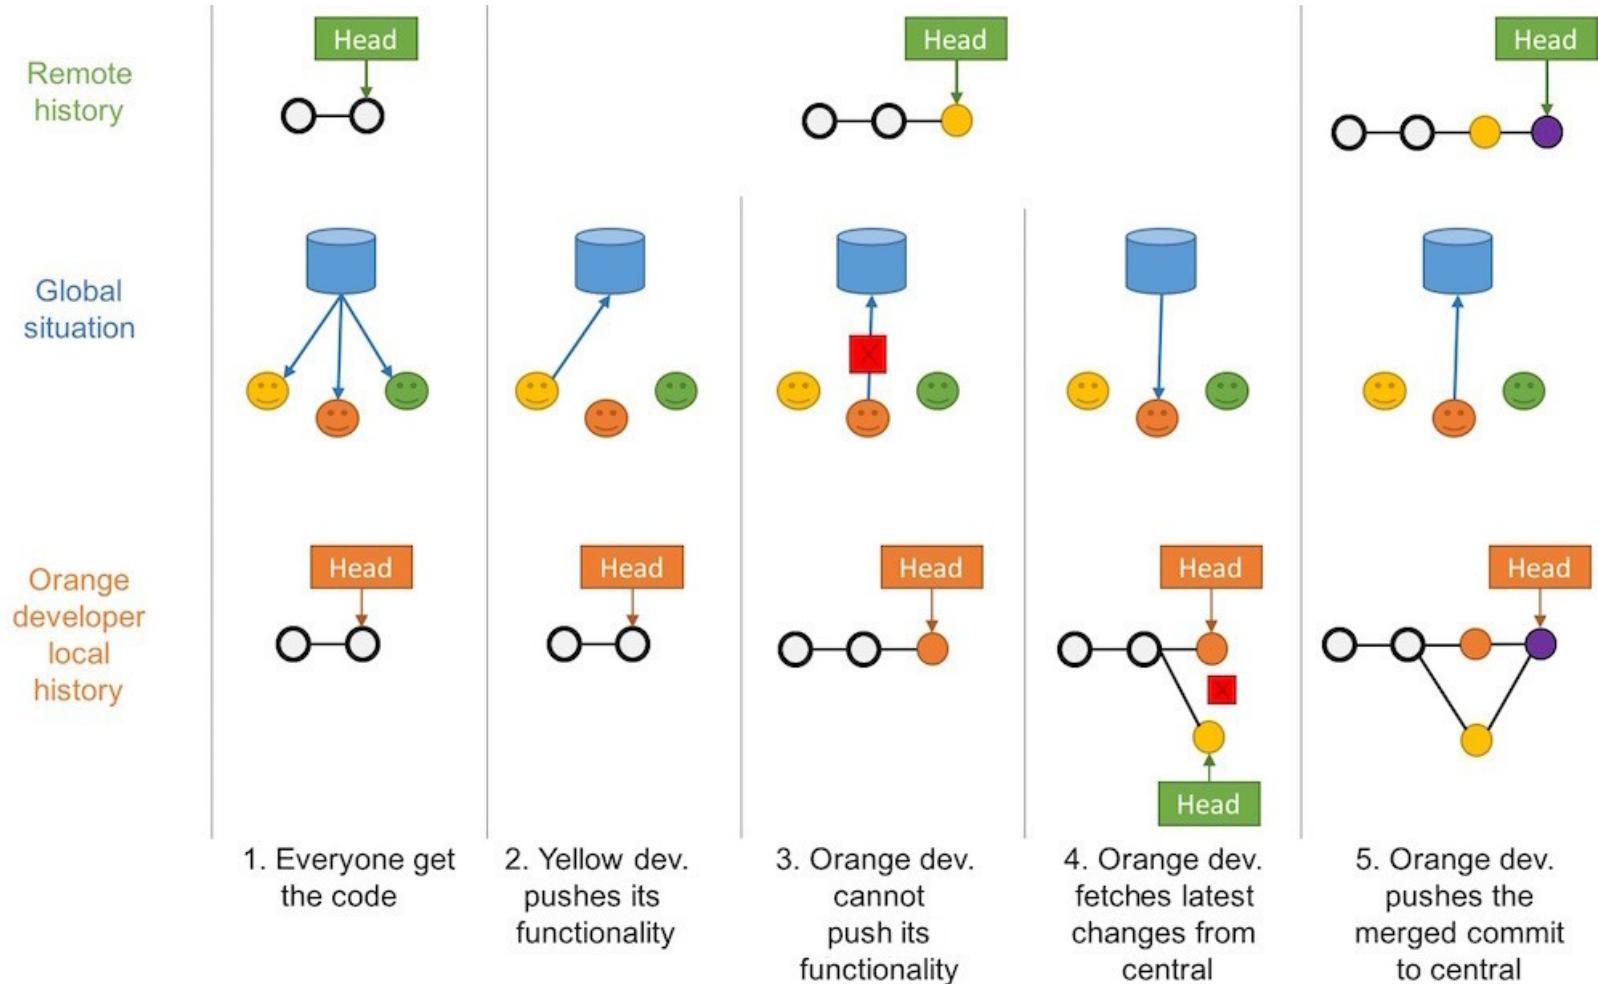 Remote
history
Head
Head
Head
Global
situation
Orange
developer
local
history
Head
Head
Head
Head
Head
Head
1. Everyone get
the code
2. Yellow dev.
pushes its
functionality
3. Orange dev.
cannot
push its
functionality
4. Orange dev.
fetches latest
changes from
central
5. Orange dev.
pushes the
merged commit
to central